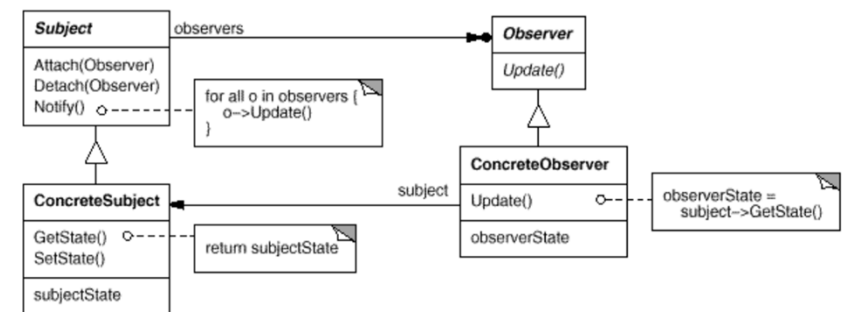 Subject
observers
Observer
Attach(Observer)
Detach(Observer)
Notify()
for all o in observers {
o->Update()
}
Update()
ConcreteSubject
GetState()
SetState()
subjectState
return subjectState
subject
ConcreteObserver
Update()
observerState
observerState =
subject->GetState()